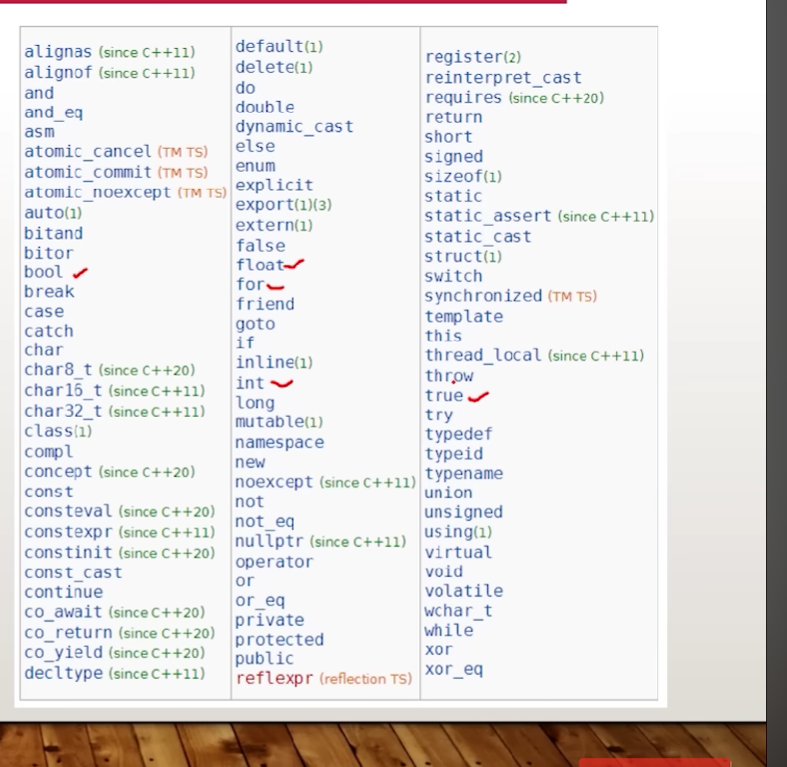 alignas (since C++11)
alignof (since C++11)
and
and_eq
asm
atomic_cancel (TM TS)
atomic_commit (TM TS)
atomic_noexcept (TM TS)
auto(1)
bitand
bitor
bool
break
case
catch
char
char8_t (since C++20)
char16_t (since C++11)
char32_t (since C++11)
class(1)
compl
concept (since C++20)
const
consteval (since C++20)
constexpr (since C++11)
constinit (since C++20)
const_cast
continue
co_await (since C++20)
co_return (since C++20)
co_yield (since C++20)
decltype (since C++11)
default(1)
delete(1)
do
double
dynamic_cast
else
enum
explicit
export(1)(3)
extern(1)
false
float
for
friend
goto
if
inline(1)
int
long
mutable(1)
namespace
new
noexcept (since C++11)
not
not_eq
nullptr (since C++11)
operator
or
or_eq
private
protected
public
reflexpr (reflection TS)
register(2)
reinterpret_cast
requires (since C++20)
return
short
signed
sizeof(1)
static
static_assert (since C++11)
static_cast
struct(1)
switch
synchronized (TM TS)
template
this
thread_local (since C++11)
throw
true
try
typedef
typeid
typename
union
unsigned
using(1)
virtual
void
volatile
wchar_t
while
xor
xor_eq